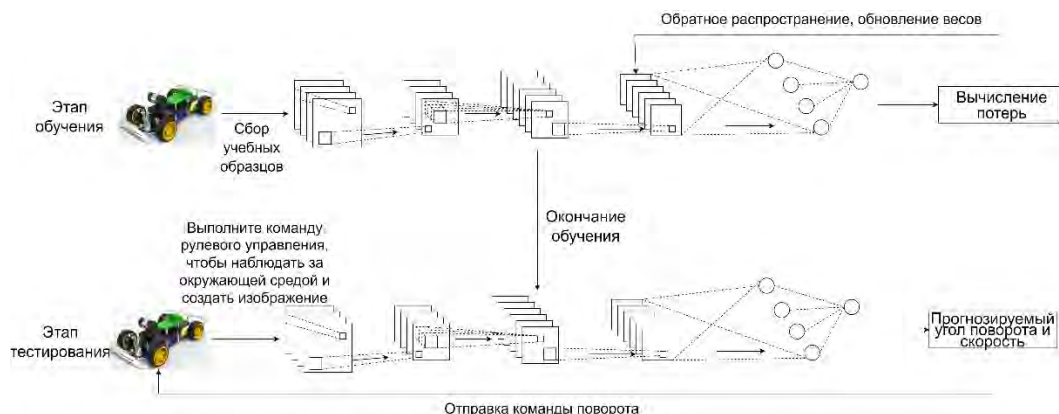 Обратное распространение, обновление весов
Этап
обучения
Сбор
учебных
образцов
Вычисление
потерь
Окончание
обучения
Выполните команду
рулевого управления,
чтобы наблюдать за
окружающей средой и
создать изображение
Этап
тестирования
Прогнозируемый
угол поворота и
скорость
Отправка команды поворота